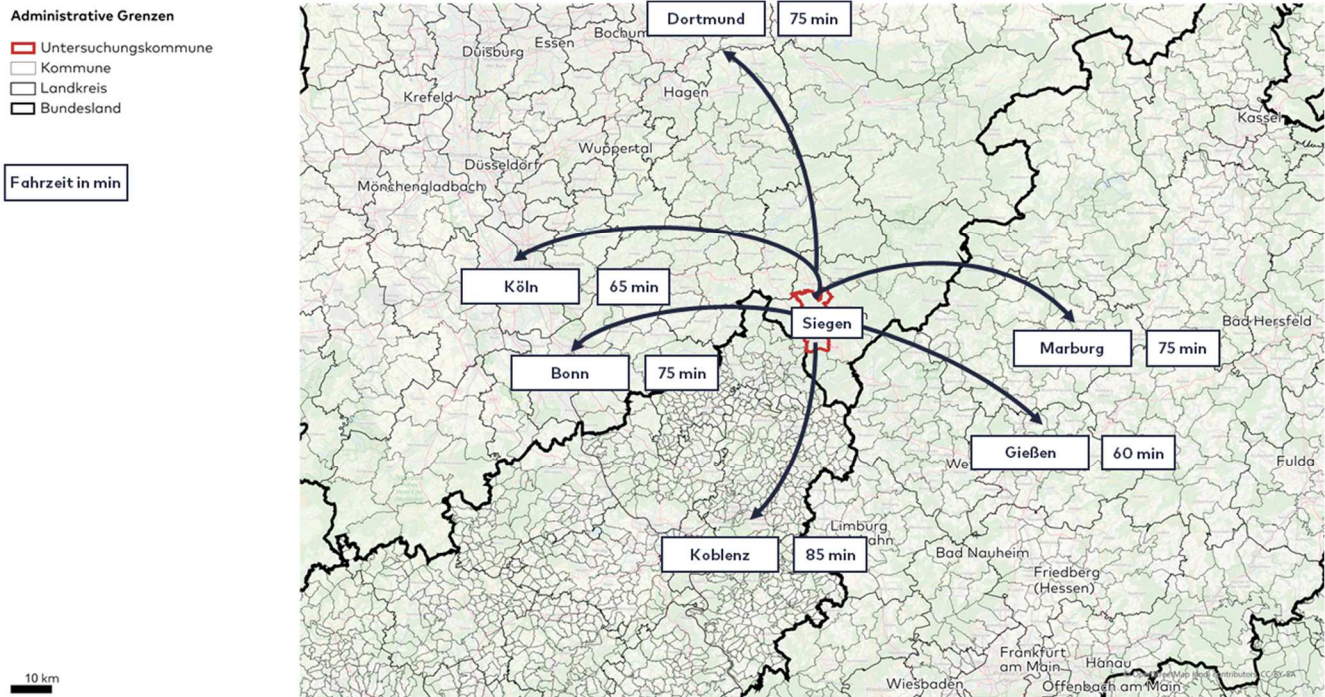 Administrative Grenzen
Untersuchungskommune
Kommune
Landkreis
Bundesland
Fahrzeit in min
10 km
Dortmund
75 min
Bochum
Essen
Duisburg
Hagen
Krefeld
Kassel
Wuppertal
Düsseldorf
Mönchengladbach
Köln
65 min
Siegen
Bad Hersfeld
Marburg
75 min
Bonn
75 min
Gießen
60 min
We
Fulda
Limburg
ahn
Koblenz
85 min
Bad Nauheim
Friedberg
(Hessen)
Frankfurt
am Main
Hanau
Wiesbaden
Offenbach am Main